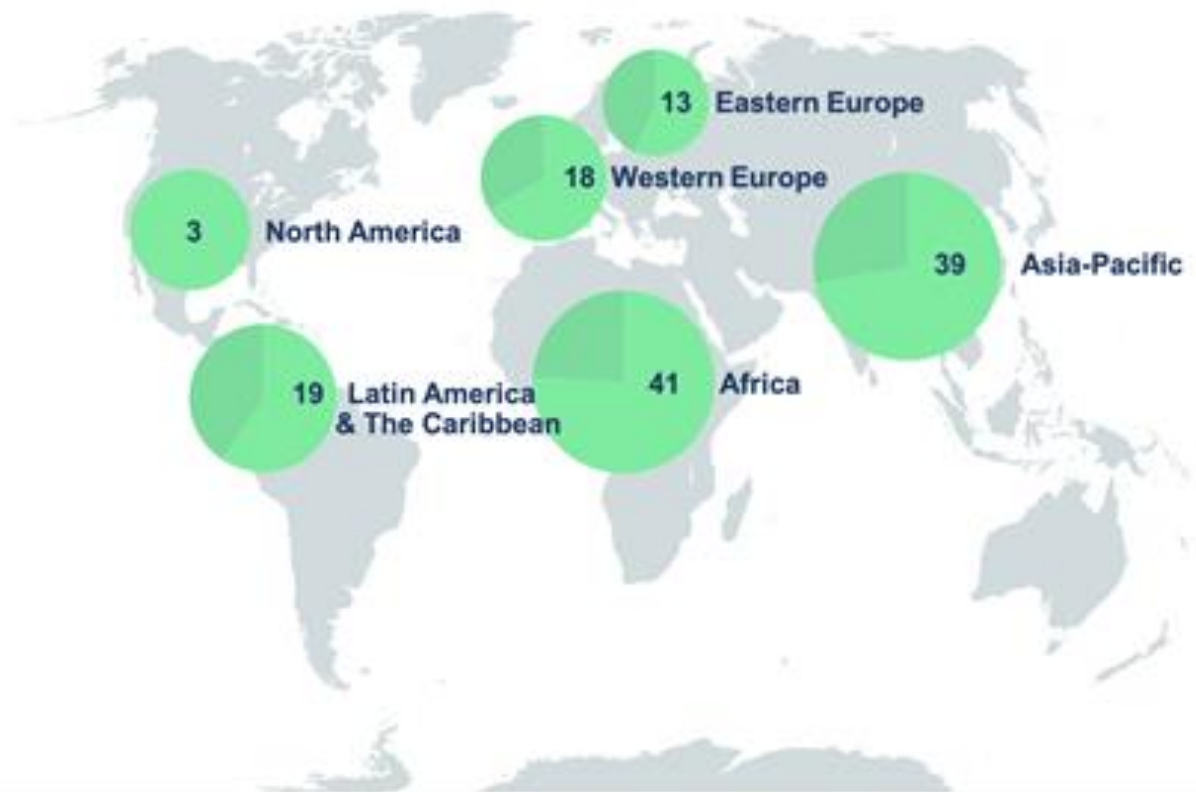 13 Eastern Europe
18 Western Europe
3 North America
39 Asia-Pacific
19 Latin America
& The Caribbean
41 Africa